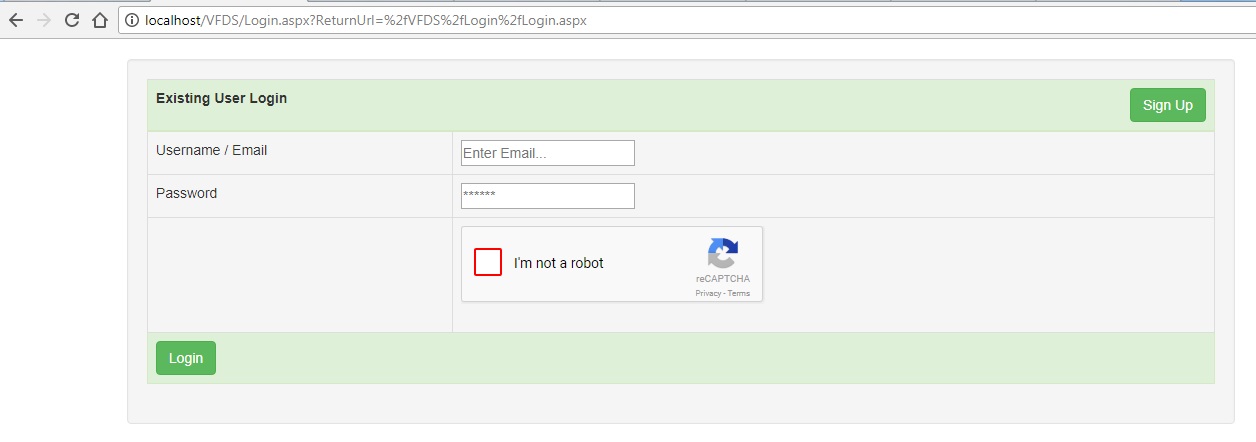 localhost/VFDS/Login.aspx?ReturnUrl=%2fVFDS%2fLogin%2fLogin.aspx
Existing User Login
Sign Up
Username / Email
Enter Email...
Password
******
I'm not a robot
reCAPTCHA
Privacy - Terms
Login